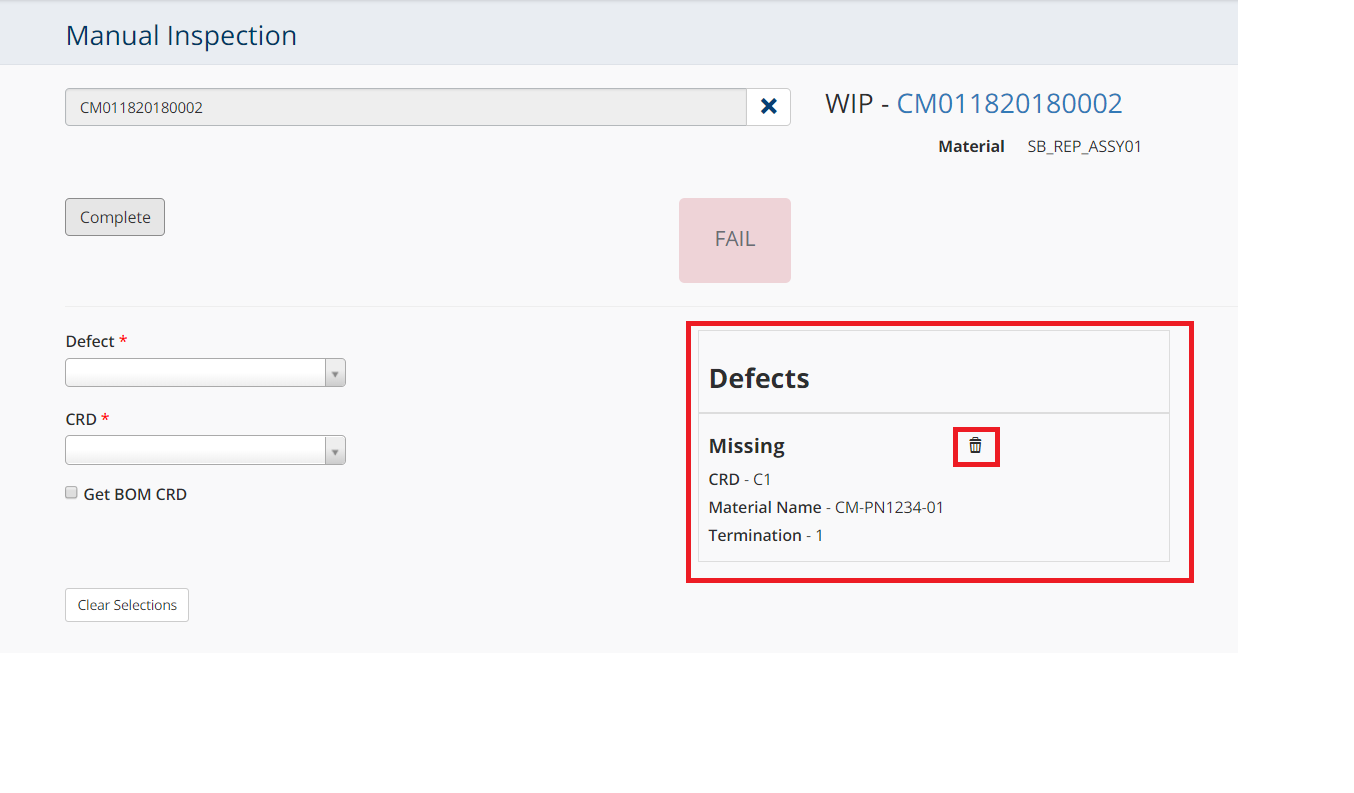 Manual Inspection
CM011820180002
WIP - CM011820180002
Material SB_REP_ASSY01
Complete
FAIL
Defect *
CRD *
Get BOM CRD
Clear Selections
Defects
Missing
CRD - C1
Material Name - CM-PN1234-01
Termination - 1